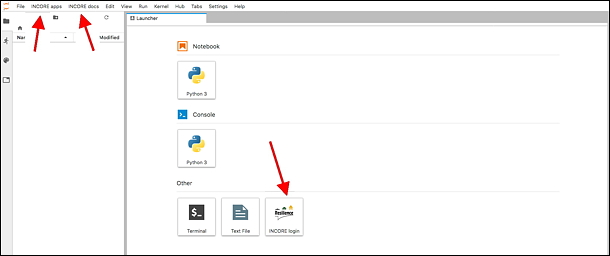 File INCORE apps INCORE docs Edit View Run Kernel Hub Tabs Settings Help
Launcher
Nar Modified
Notebook
Python 3
Console
Python 3
Other
$_
Resilience
Terminal Text File INCORE login